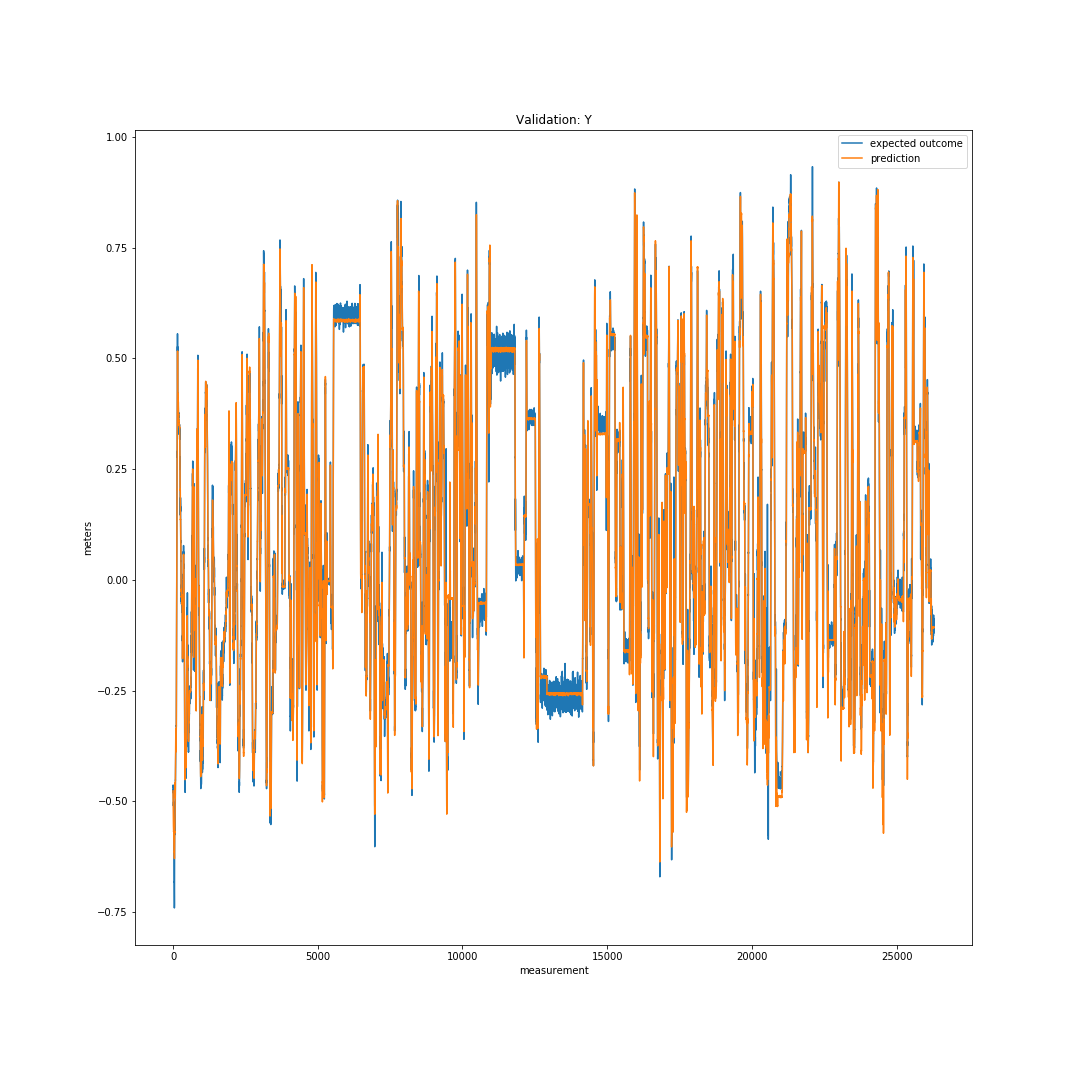 Validation: Y
expected outcome
prediction
1.00
0.75
0.50
0.25
0.00
−0.25
−0.50
−0.75
meters
0 5000 10000 15000 20000 25000
measurement